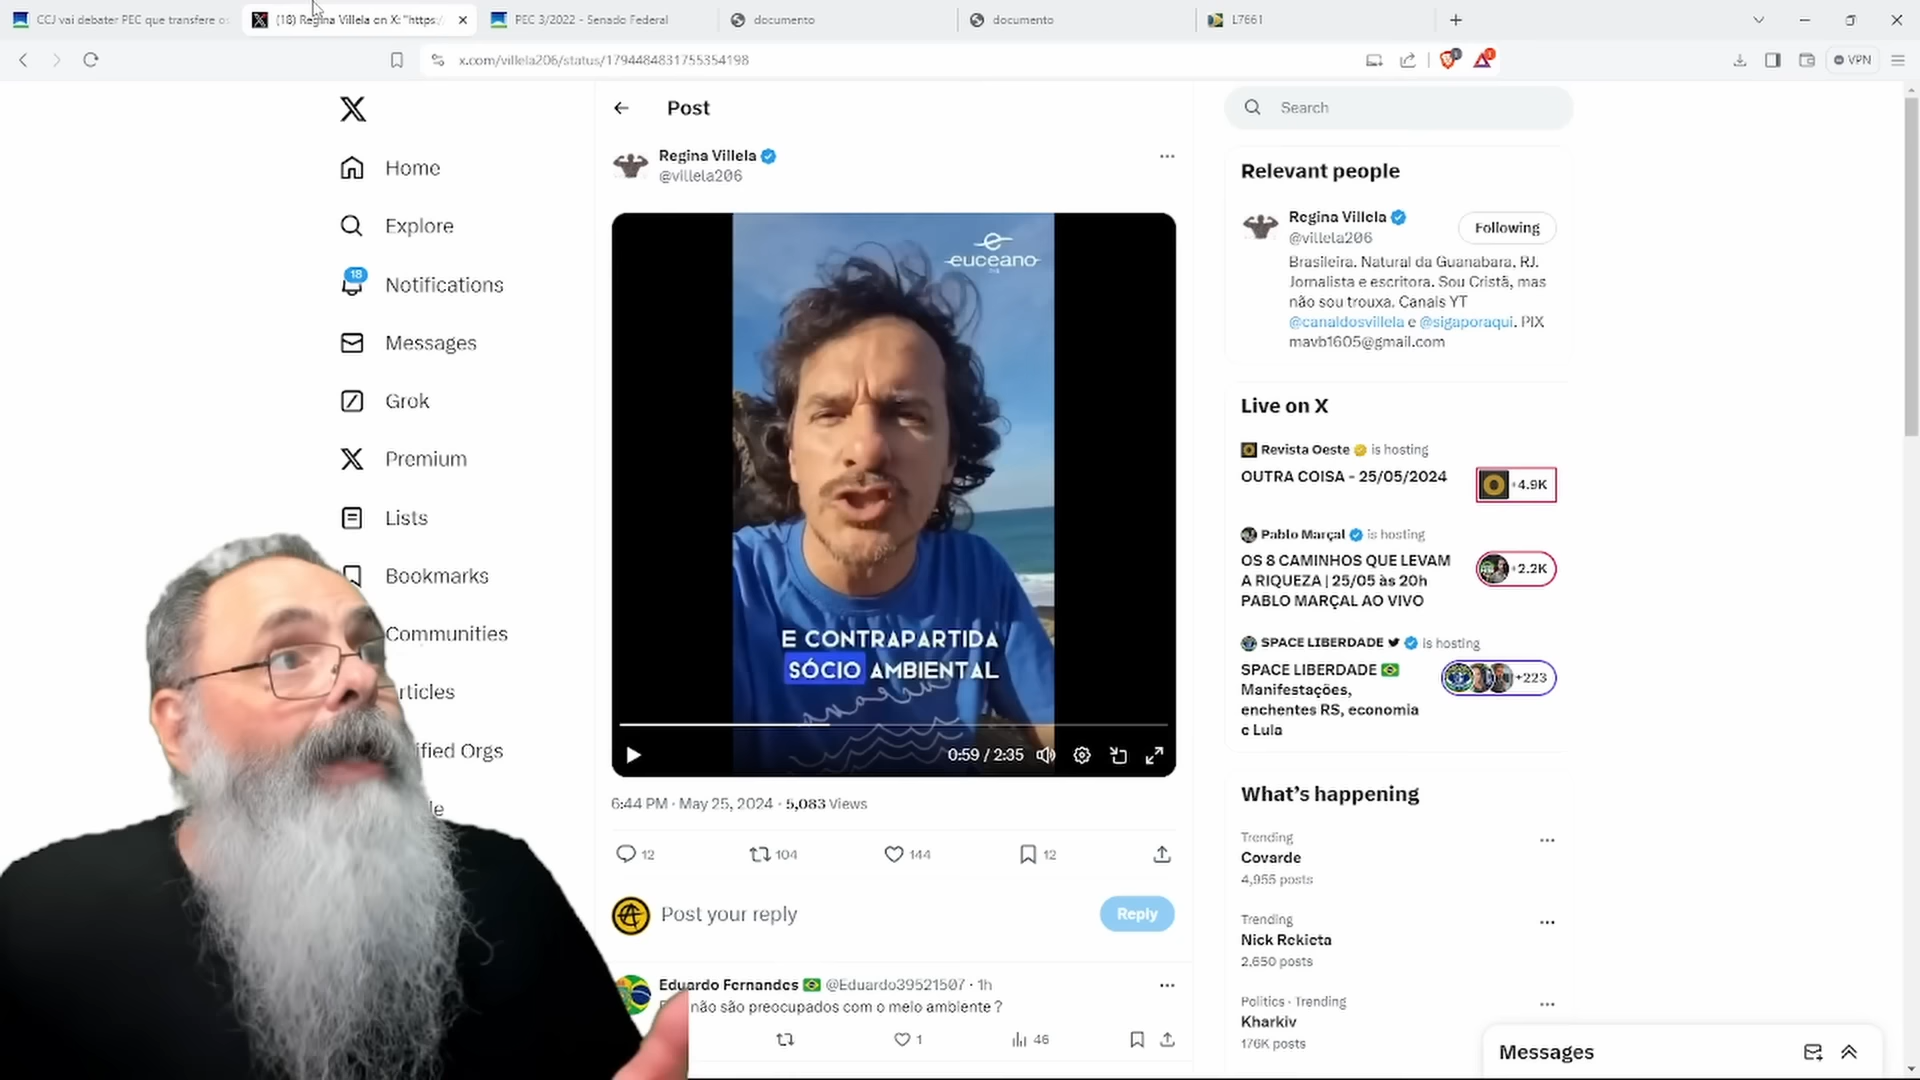 CCJ vai debater PEC que transfere os
(18) Regina Villela on X: "https:/
PEC 3/2022 - Senado Federal
documento
documento
L7661
x.com/villela206/status/1794484831755354198
VPN
Home
Explore
18
Notifications
Messages
Grok
Premium
Lists
Bookmarks
Communities
rticles
ified Orgs
Post
Regina Villela
@villela206
euceano
E CONTRAPARTIDA
SÓCIO AMBIENTAL
0:59 / 2:35
6:44 PM · May 25, 2024 · 5,083 Views
12
104
144
12
Post your reply
Reply
Eduardo Fernandes @Eduardo39521507 · 1h
não são preocupados com o meio ambiente ?
1
46
Search
Relevant people
Regina Villela
@villela206
Following
Brasileira. Natural da Guanabara, RJ.
Jornalista e escritora. Sou Cristã, mas
não sou trouxa. Canais YT
@canaldosvillela e @sigaporaqui. PIX
mavb1605@gmail.com
Live on X
Revista Oeste is hosting
OUTRA COISA - 25/05/2024
+4.9K
Pablo Marçal is hosting
OS 8 CAMINHOS QUE LEVAM
A RIQUEZA | 25/05 às 20h
PABLO MARÇAL AO VIVO
+2.2K
SPACE LIBERDADE is hosting
SPACE LIBERDADE
Manifestações,
enchentes RS, economia
e Lula
+223
What's happening
Trending
Covarde
4,955 posts
Trending
Nick Rekieta
2,650 posts
Politics · Trending
Kharkiv
176K posts
Messages